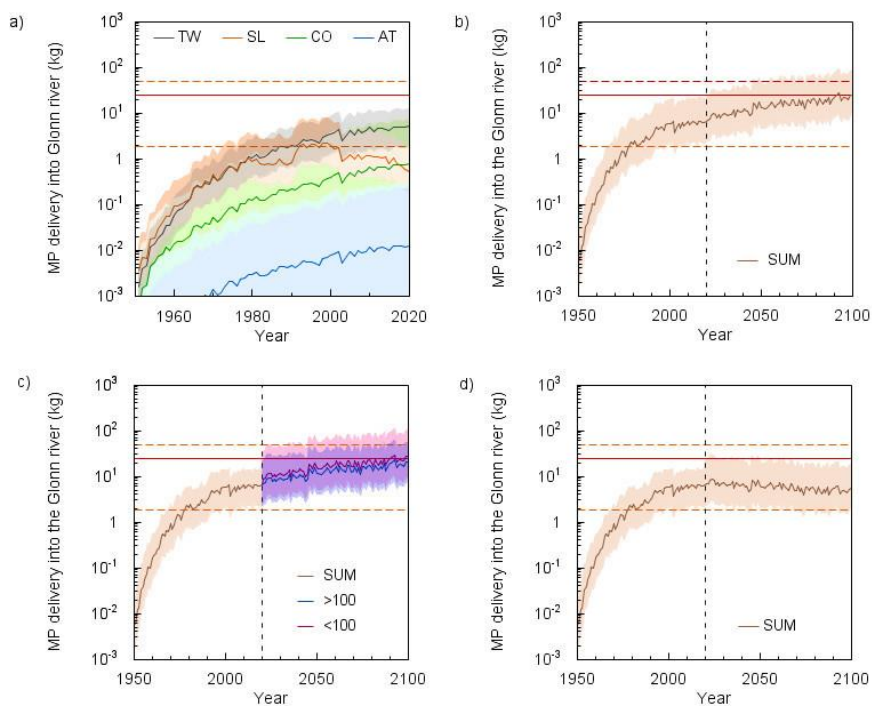 a)
TW SL CO AT
MP delivery into Glonn river (kg)
10³
10²
10
1
10⁻¹
10⁻²
10⁻³
1960 1980 2000 2020
Year
b)
MP delivery into the Glonn river (kg)
10³
10²
10
1
10⁻¹
10⁻²
10⁻³
SUM
1950 2000 2050 2100
Year
c)
MP delivery into the Glonn river (kg)
10³
10²
10
1
10⁻¹
10⁻²
10⁻³
SUM
>100
<100
1950 2000 2050 2100
Year
d)
MP delivery into the Glonn river (kg)
10³
10²
10
1
10⁻¹
10⁻²
10⁻³
SUM
1950 2000 2050 2100
Year